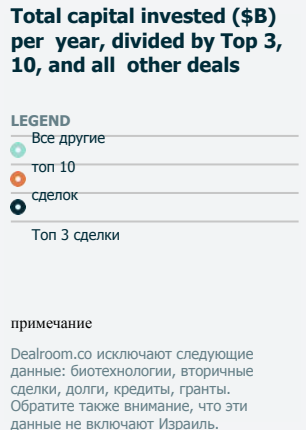 Total capital invested ($B)
per year, divided by Top 3,
10, and all other deals
LEGEND
Все другие
топ 10
сделок
Топ 3 сделки
примечание
Dealroom.co исключают следующие
данные: биотехнологии, вторичные
сделки, долги, кредиты, гранты.
Обратите также внимание, что эти
данные не включают Израиль.